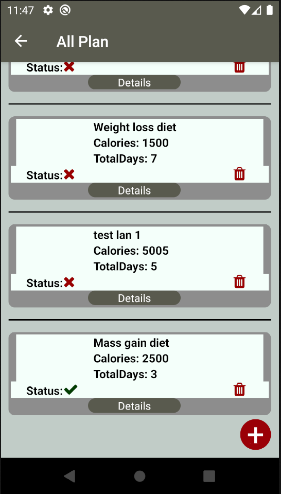 11:47
All Plan
Status:
Details
Weight loss diet
Calories: 1500
TotalDays: 7
Status:
Details
test lan 1
Calories: 5005
TotalDays: 5
Status:
Details
Mass gain diet
Calories: 2500
TotalDays: 3
Status:
Details